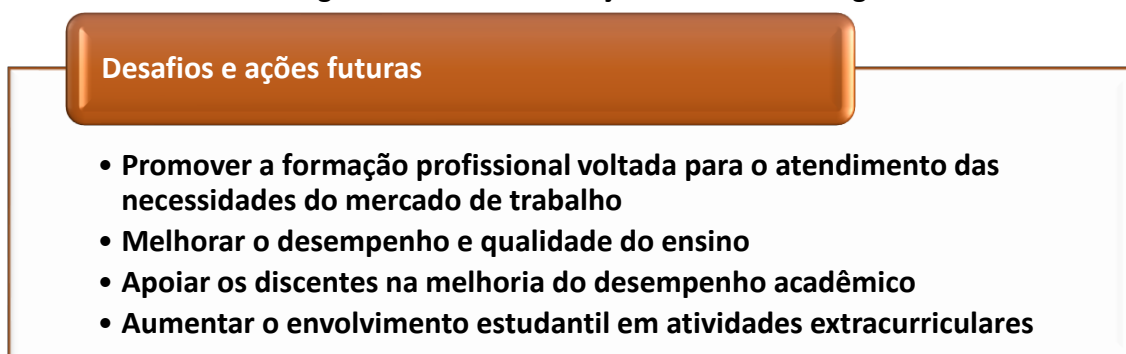 Desafios e ações futuras
• Promover a formação profissional voltada para o atendimento das
necessidades do mercado de trabalho
• Melhorar o desempenho e qualidade do ensino
• Apoiar os discentes na melhoria do desempenho acadêmico
• Aumentar o envolvimento estudantil em atividades extracurriculares